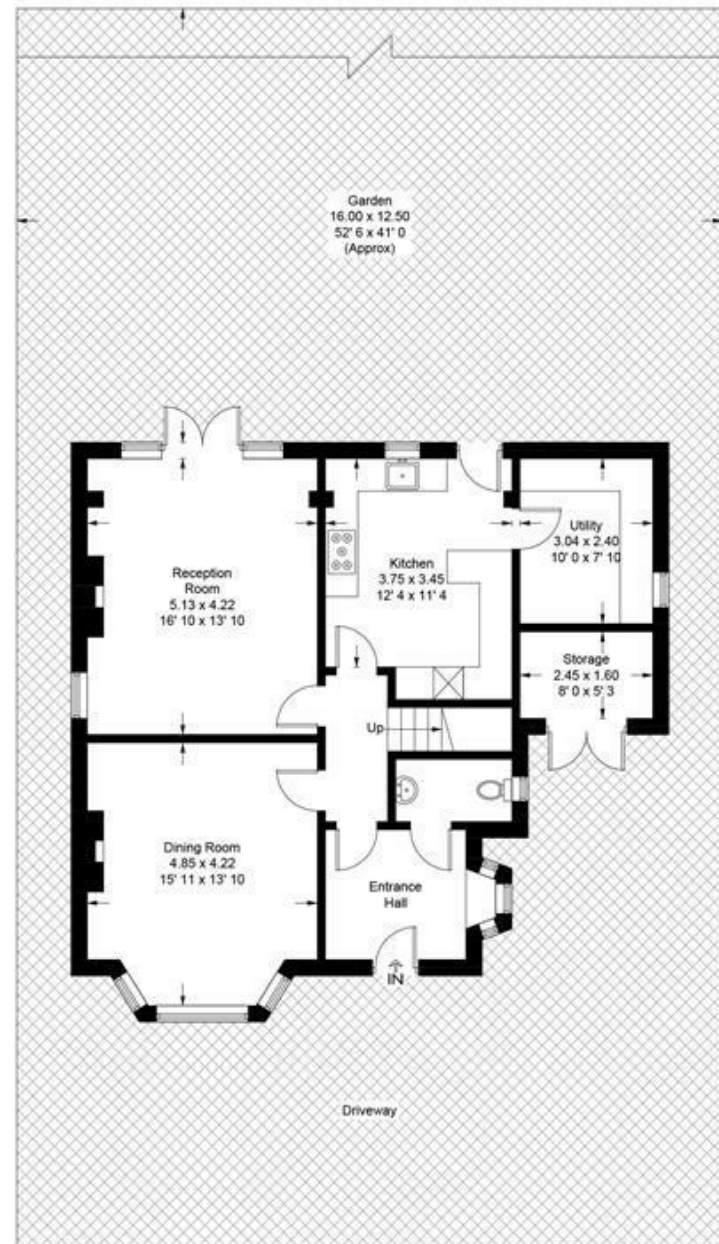 Garden
16.00 x 12.50
52' 6 x 41' 0
(Approx)
Reception
Room
5.13 x 4.22
16' 10 x 13' 10
Kitchen
3.75 x 3.45
12' 4 x 11' 4
Utility
3.04 x 2.40
10' 0 x 7' 10
Storage
2.45 x 1.60
8' 0 x 5' 3
Up
Dining Room
4.85 x 4.22
15' 11 x 13' 10
Entrance
Hall
IN
Driveway